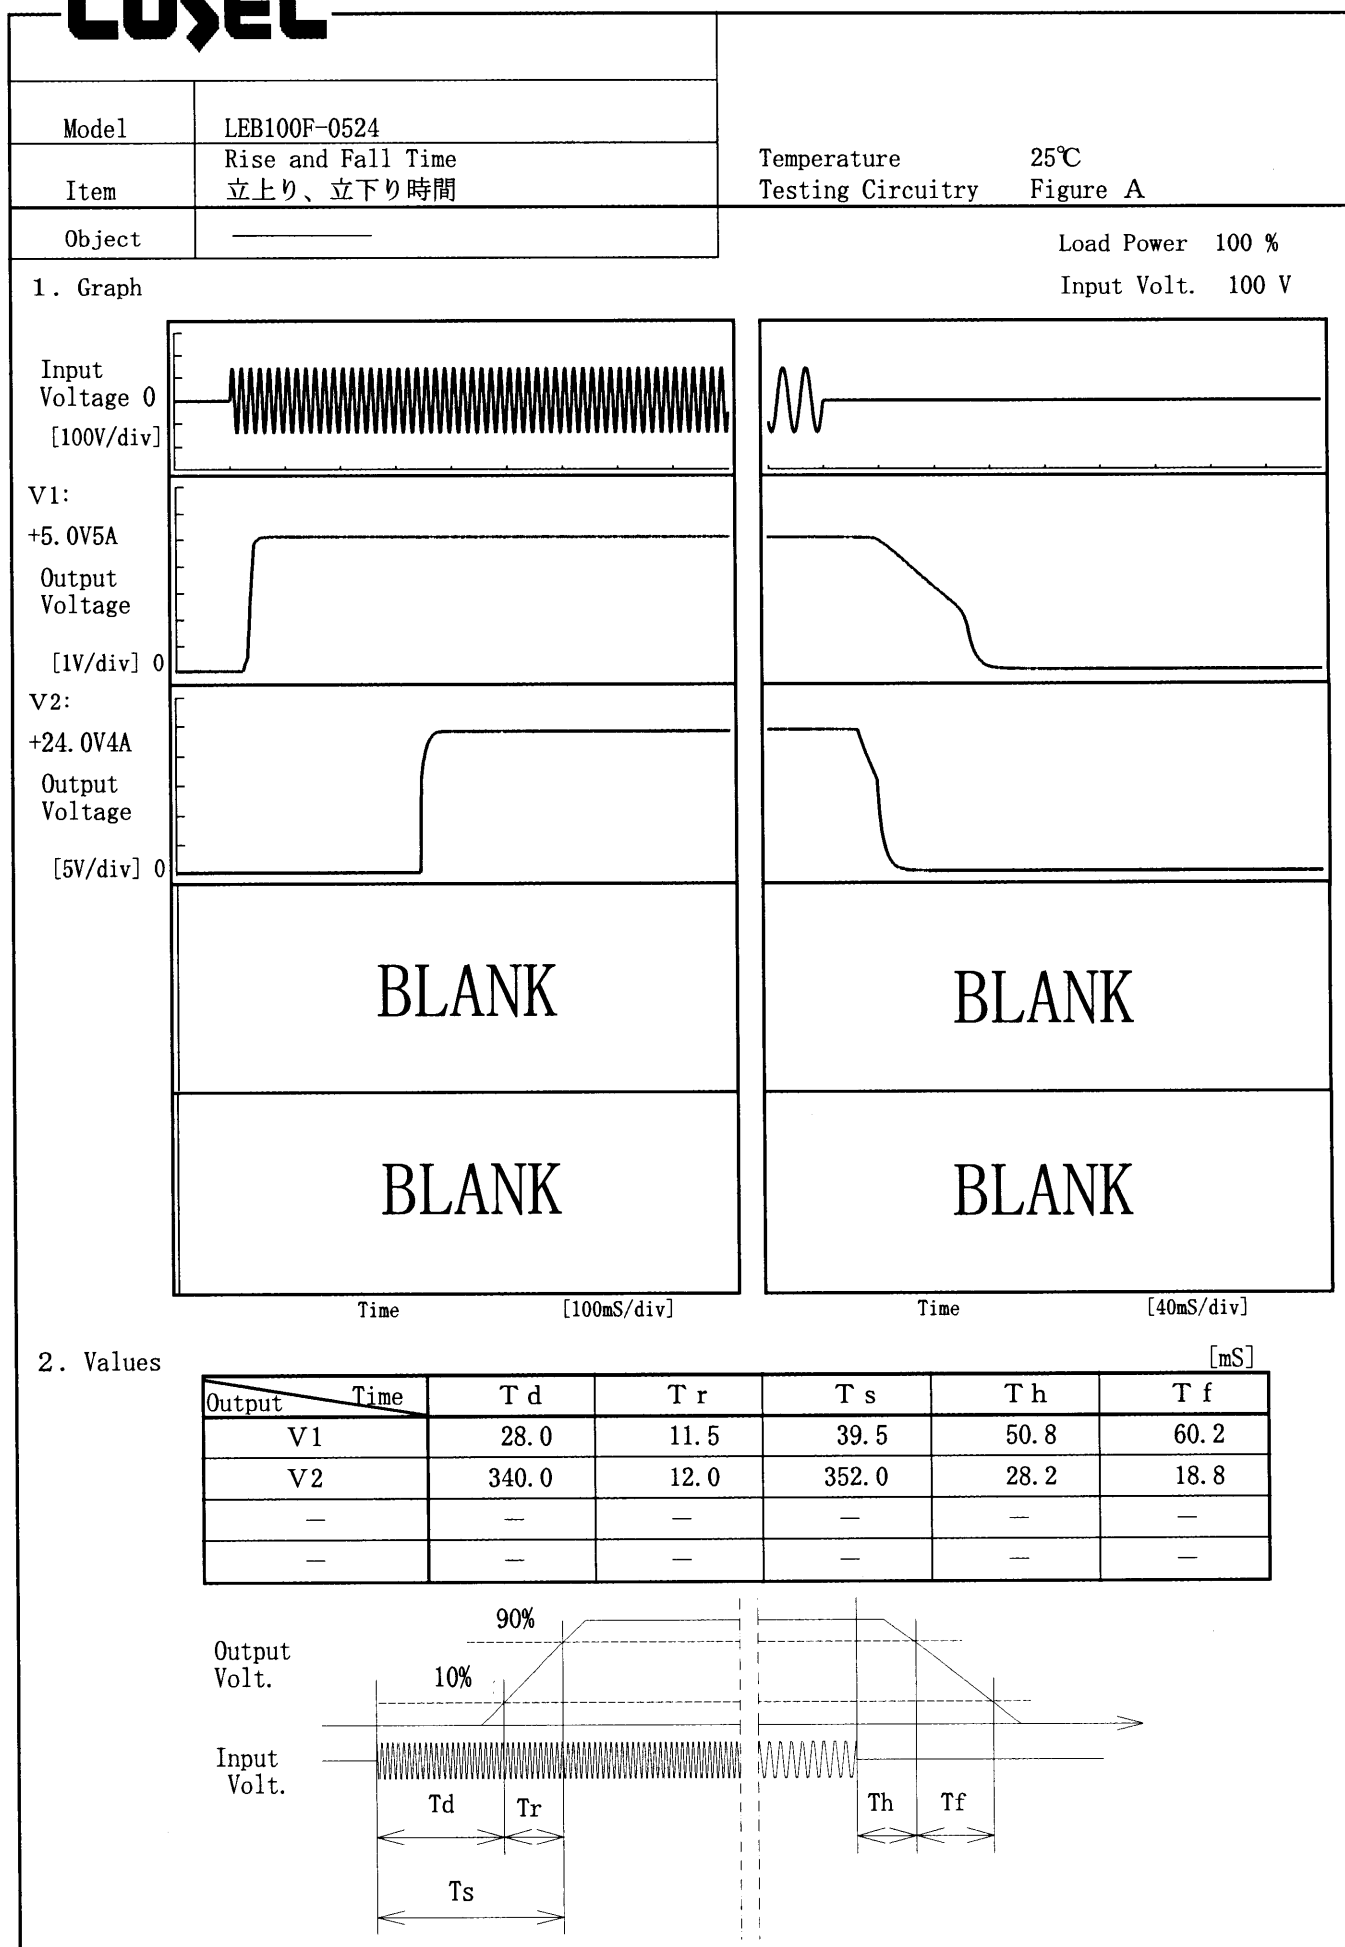 COSEL
Model LEB100F-0524
Item Rise and Fall Time
立上り、立下り時間
Temperature 25℃
Testing Circuitry Figure A
Object
Load Power 100 %
Input Volt. 100 V
1. Graph
Input
Voltage 0
[100V/div]
V1:
+5.0V5A
Output
Voltage
[1V/div] 0
V2:
+24.0V4A
Output
Voltage
[5V/div] 0
BLANK BLANK
BLANK BLANK
Time [100mS/div] Time [40mS/div]
2. Values [mS]
Output Time Td Tr Ts Th Tf
V1 28.0 11.5 39.5 50.8 60.2
V2 340.0 12.0 352.0 28.2 18.8
— — — — — —
— — — — — —
90%
Output
Volt.
10%
Input
Volt.
Td Tr Th Tf
Ts